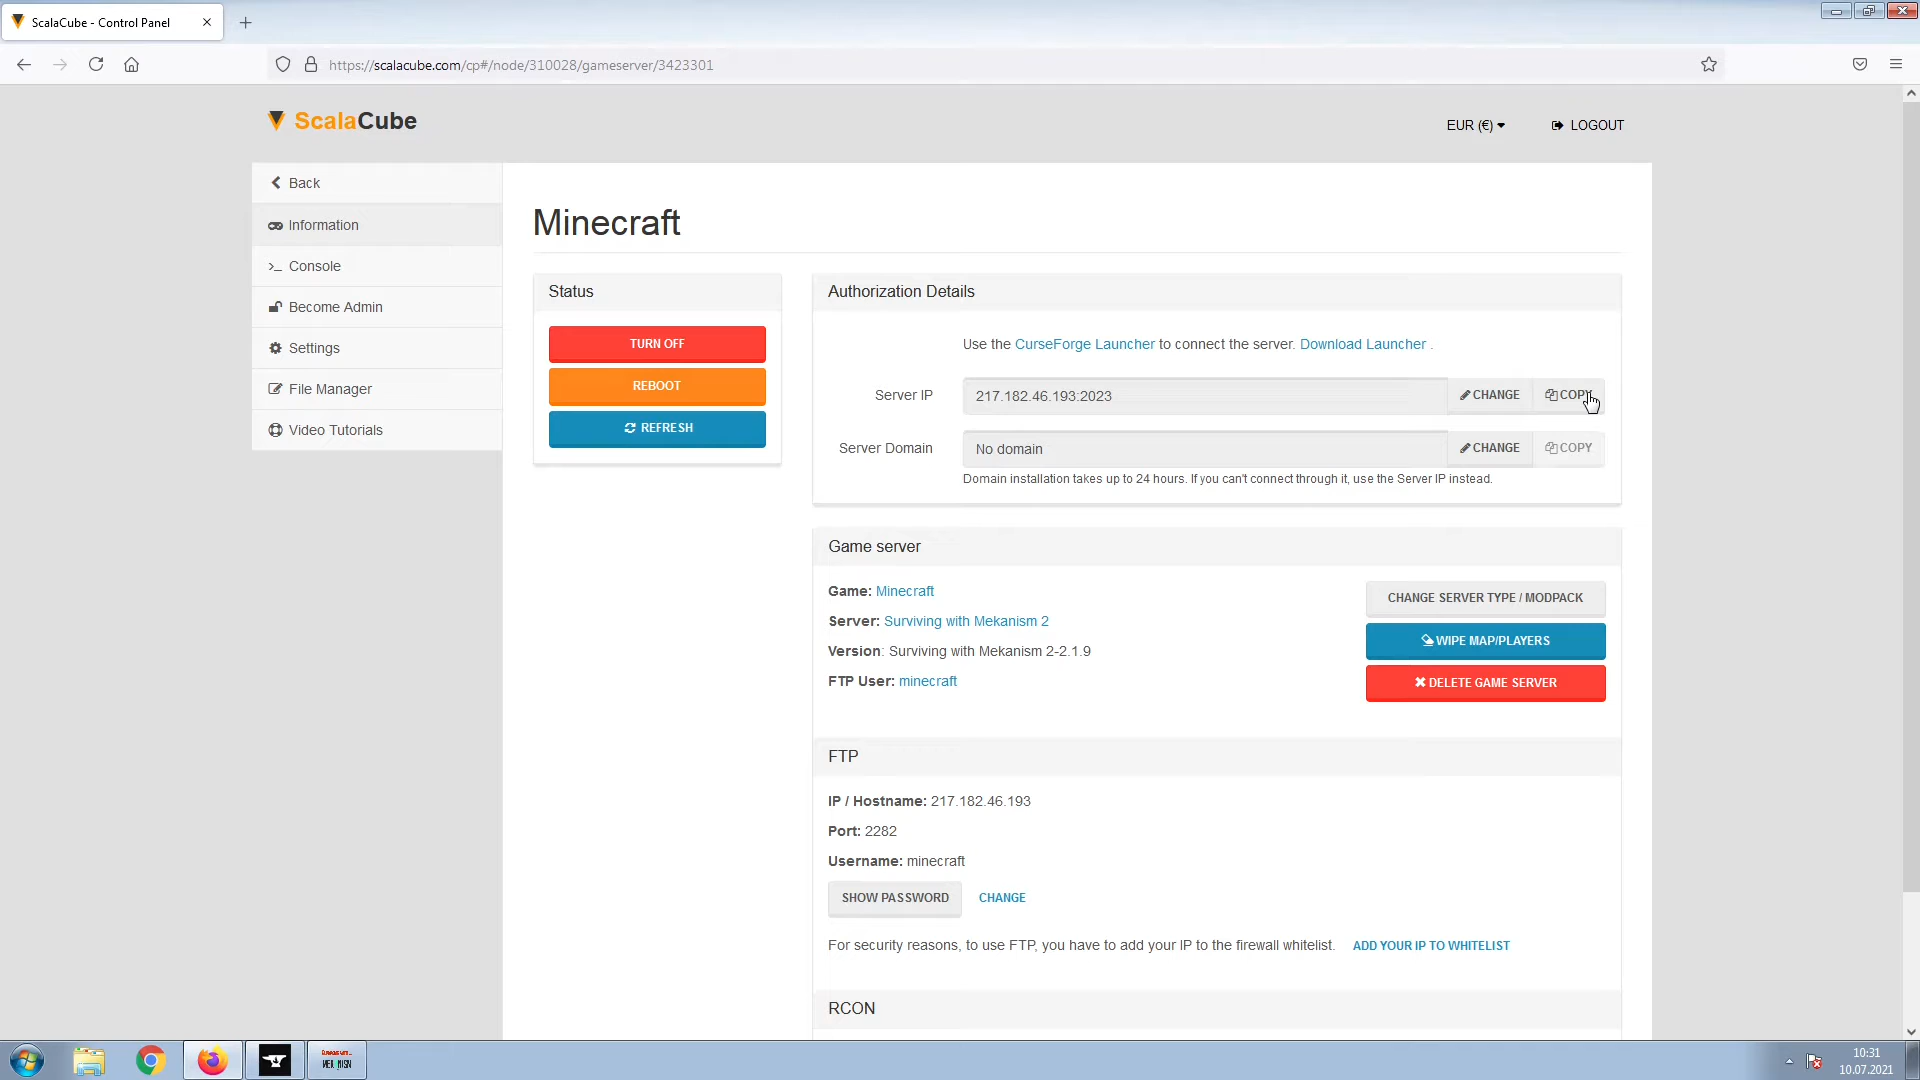 ScalaCube - Control Panel
https://scalacube.com/cp#/node/310028/gameserver/3423301
ScalaCube
EUR (€)
LOGOUT
Back
Information
Console
Become Admin
Settings
File Manager
Video Tutorials
Minecraft
Status
TURN OFF
REBOOT
REFRESH
Authorization Details
Use the CurseForge Launcher to connect the server. Download Launcher .
Server IP
217.182.46.193:2023
CHANGE
COPY
Server Domain
No domain
CHANGE
COPY
Domain installation takes up to 24 hours. If you can't connect through it, use the Server IP instead.
Game server
Game: Minecraft
Server: Surviving with Mekanism 2
Version: Surviving with Mekanism 2-2.1.9
FTP User: minecraft
CHANGE SERVER TYPE / MODPACK
WIPE MAP/PLAYERS
DELETE GAME SERVER
FTP
IP / Hostname: 217.182.46.193
Port: 2282
Username: minecraft
SHOW PASSWORD
CHANGE
For security reasons, to use FTP, you have to add your IP to the firewall whitelist.
ADD YOUR IP TO WHITELIST
RCON
10:31
10.07.2021